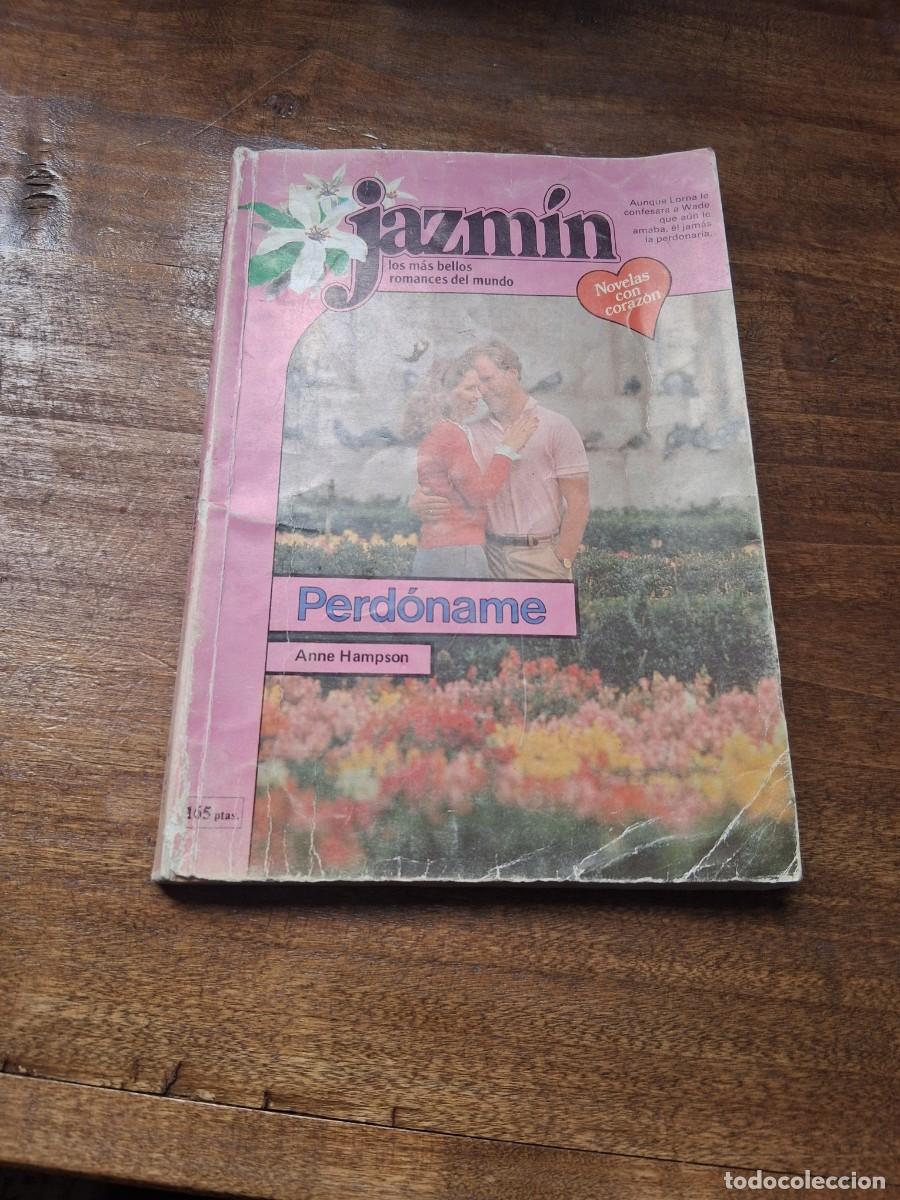 jazmín
los más bellos
romances del mundo
Aunque Lorna le
confesara a Wade
que aún le
amaba, él jamás
la perdonaría.
Novelas
con
corazón
Perdóname
Anne Hampson
165 ptas.
todocoleccion